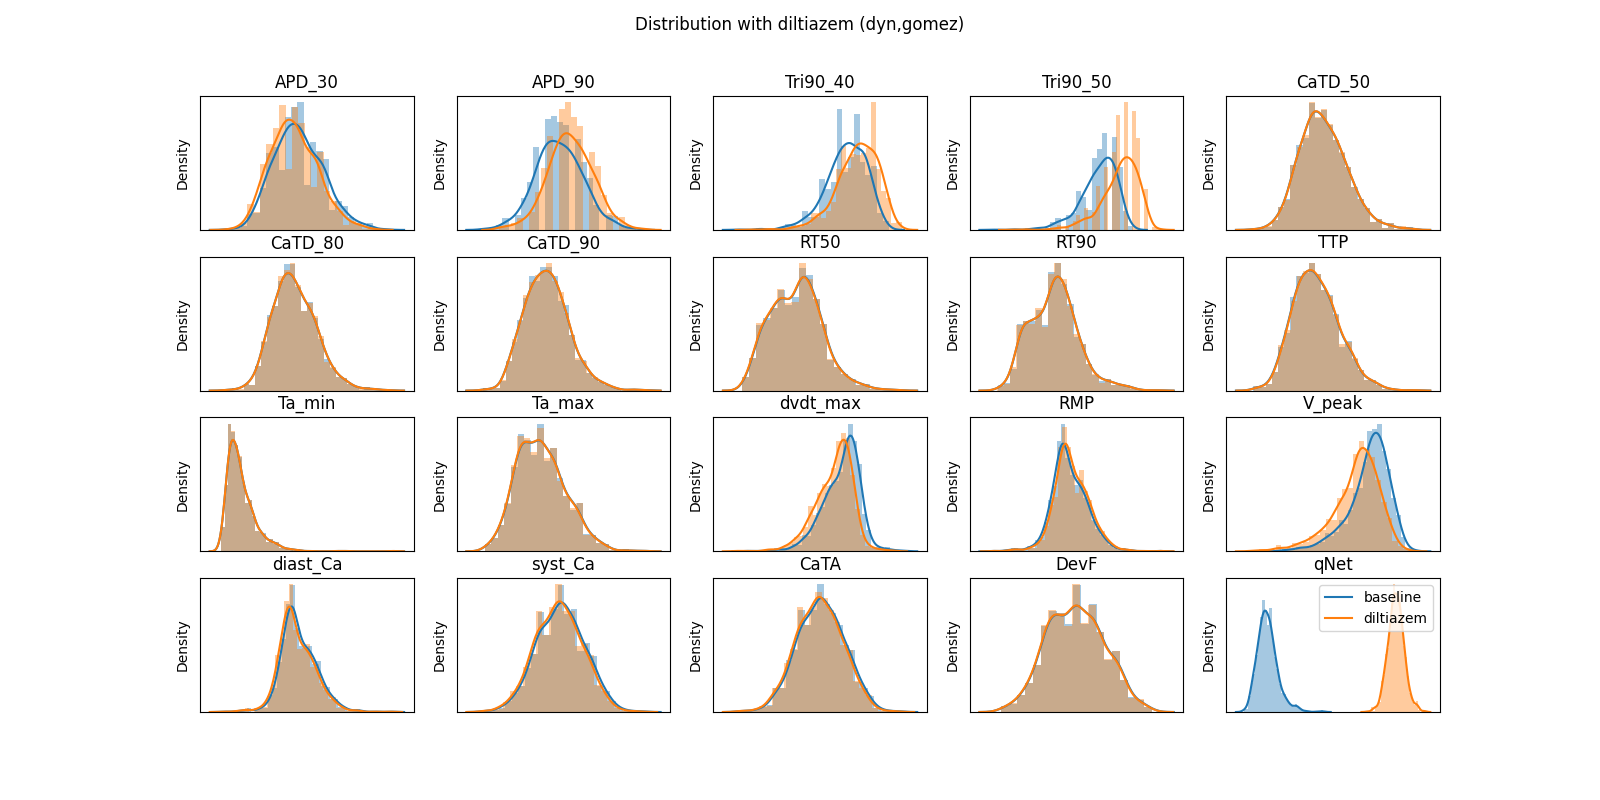 Distribution with diltiazem (dyn,gomez)
APD_30
APD_90
Tri90_40
Tri90_50
CaTD_50
Density
Density
Density
Density
Density
CaTD_80
CaTD_90
RT50
RT90
TTP
Density
Density
Density
Density
Density
Ta_min
Ta_max
dvdt_max
RMP
V_peak
Density
Density
Density
Density
Density
diast_Ca
syst_Ca
CaTA
DevF
qNet
Density
Density
Density
Density
Density
baseline
diltiazem